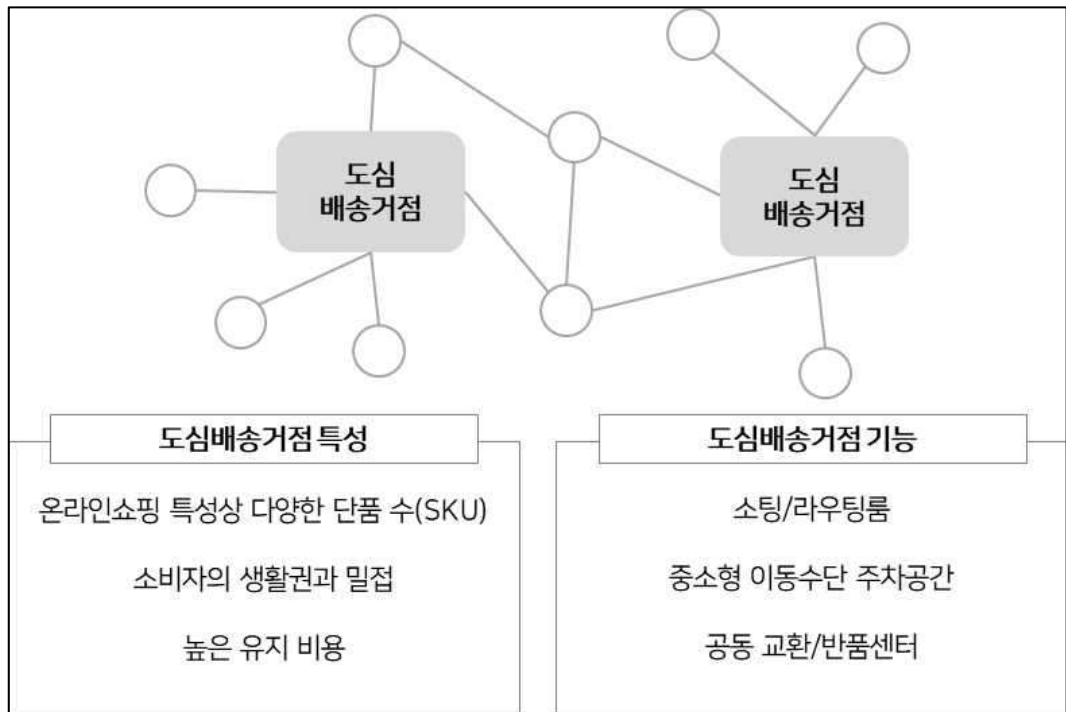 도심
배송거점
도심
배송거점
도심배송거점 특성
온라인쇼핑 특성상 다양한 단품 수(SKU)
소비자의 생활권과 밀접
높은 유지 비용
도심배송거점 기능
소팅/라우팅룸
중소형 이동수단 주차공간
공동 교환/반품센터